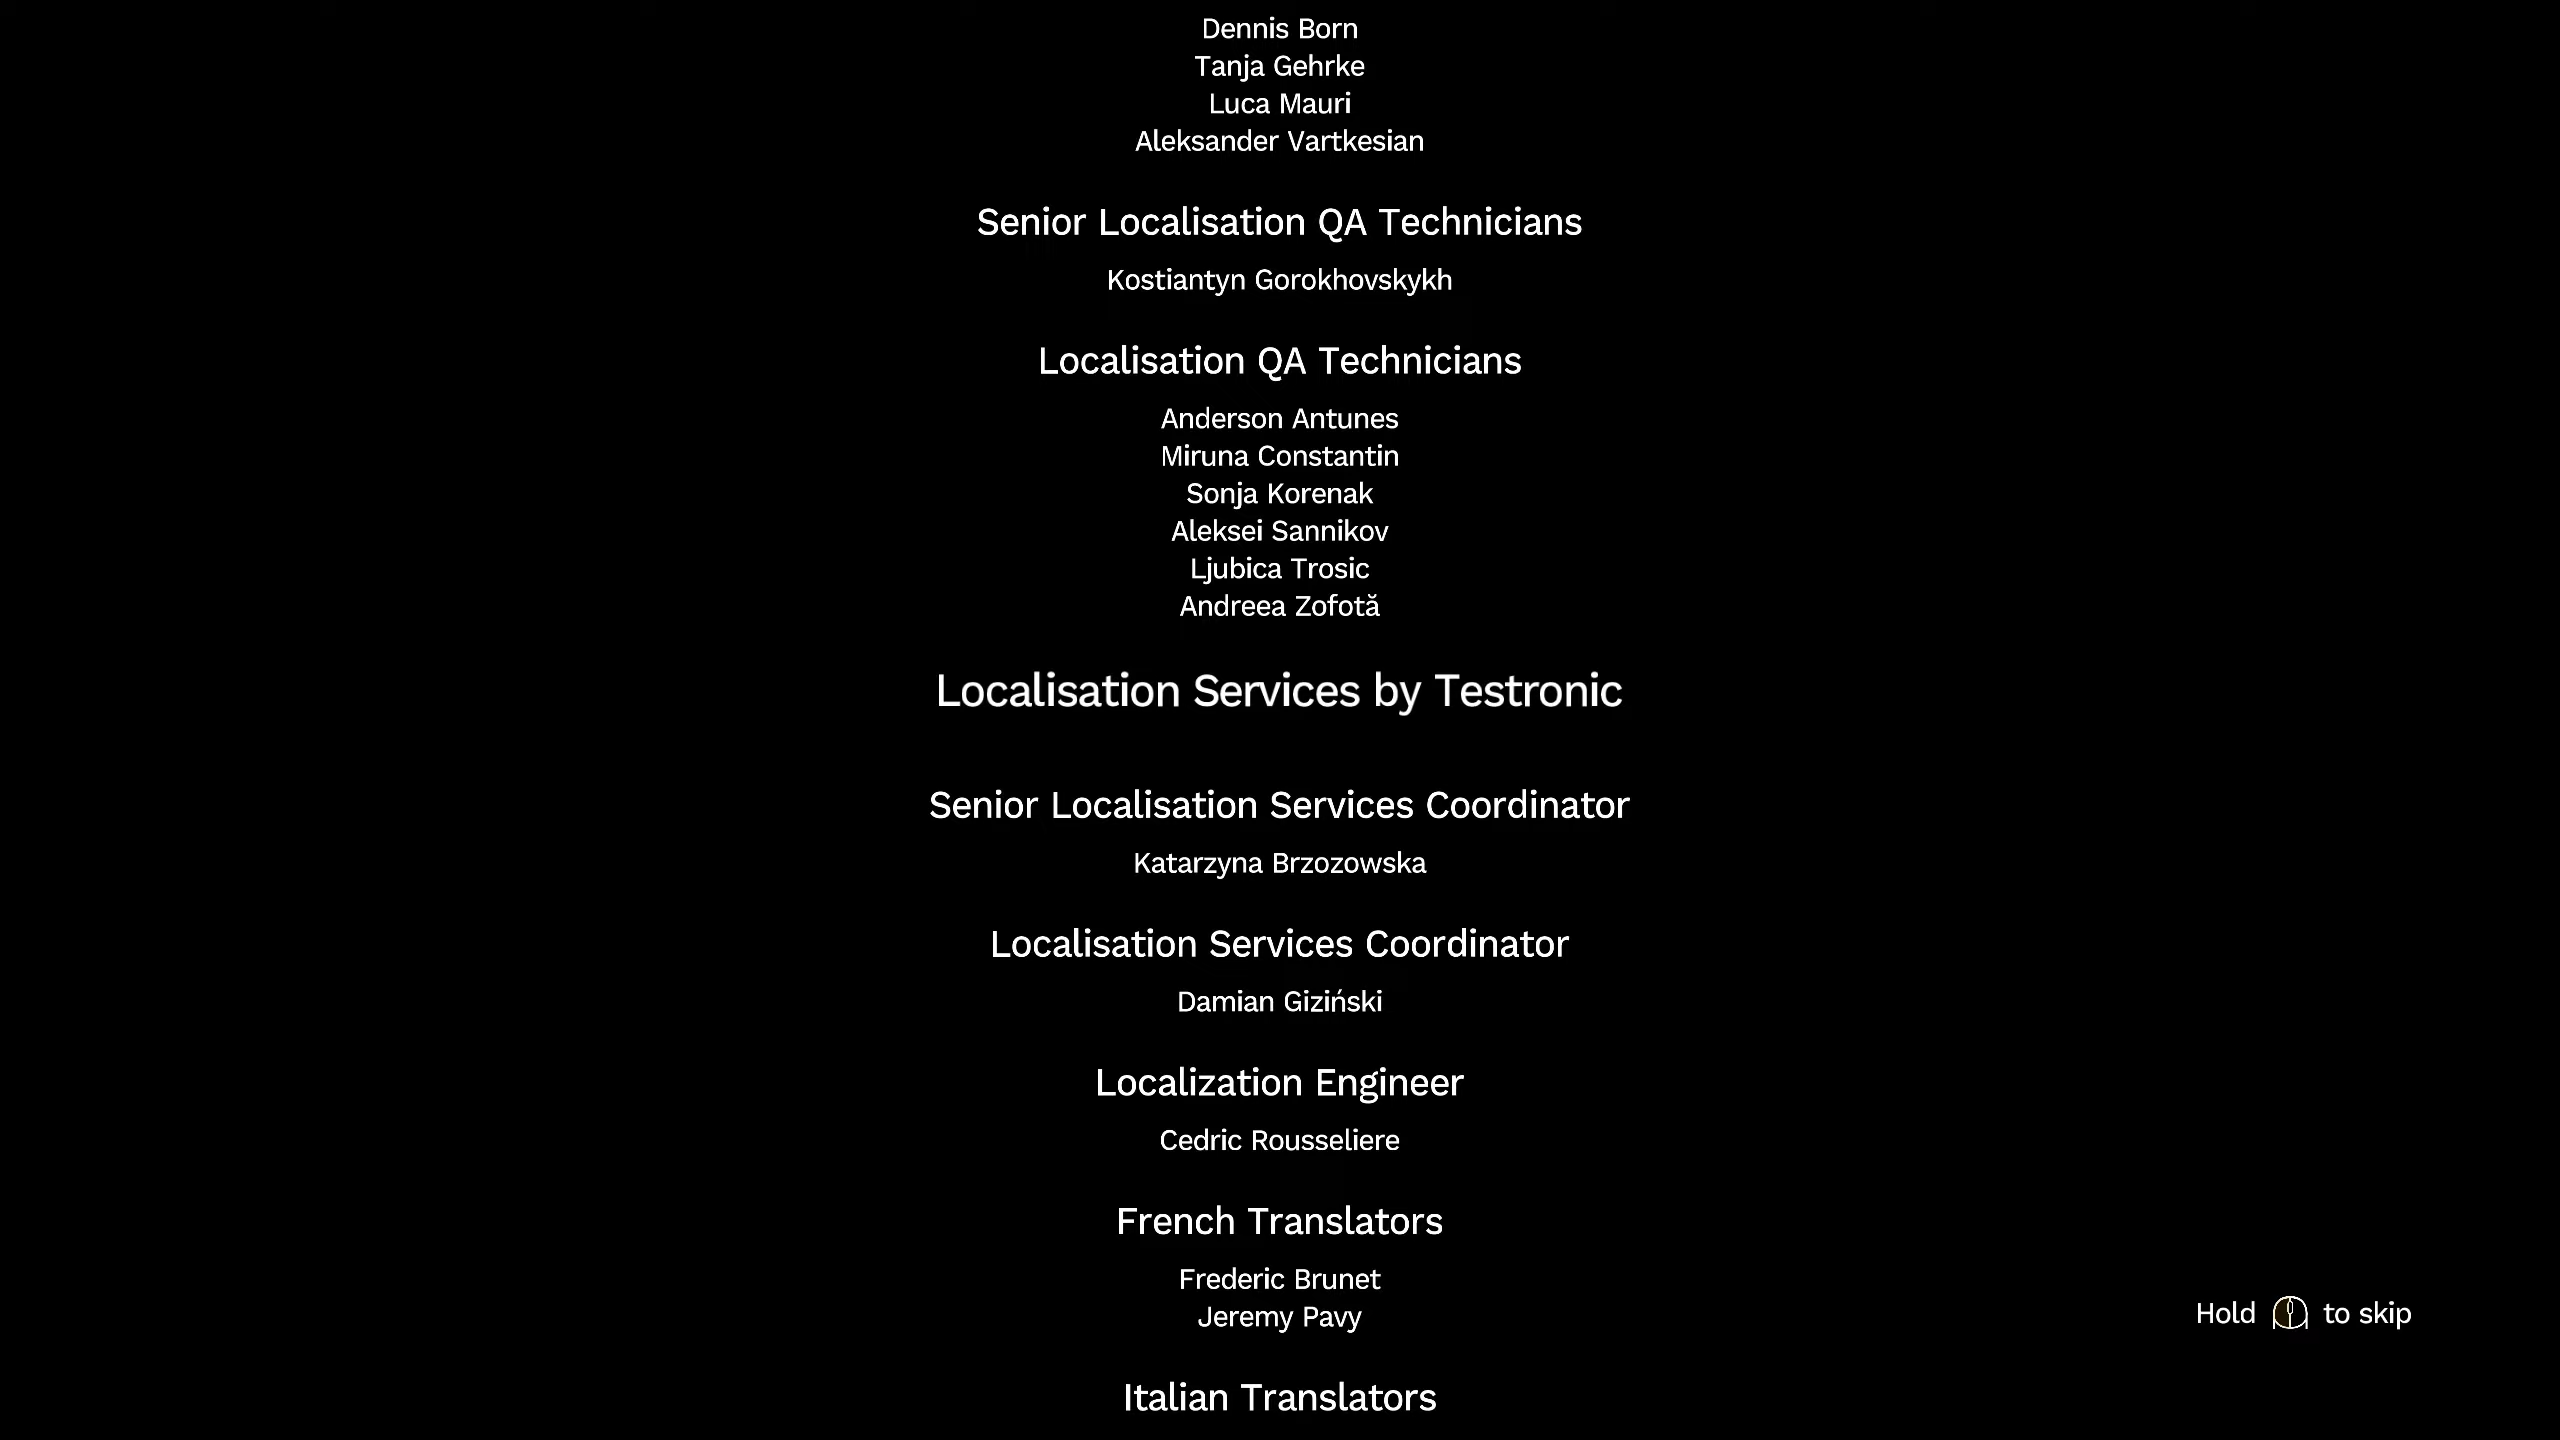 Dennis Born
Tanja Gehrke
Luca Mauri
Aleksander Vartkesian
Senior Localisation QA Technicians
Kostiantyn Gorokhovskykh
Localisation QA Technicians
Anderson Antunes
Miruna Constantin
Sonja Korenak
Aleksei Sannikov
Ljubica Trosic
Andreea Zofotă
Localisation Services by Testronic
Senior Localisation Services Coordinator
Katarzyna Brzozowska
Localisation Services Coordinator
Damian Giziński
Localization Engineer
Cedric Rousseliere
French Translators
Frederic Brunet
Jeremy Pavy
Hold to skip
Italian Translators